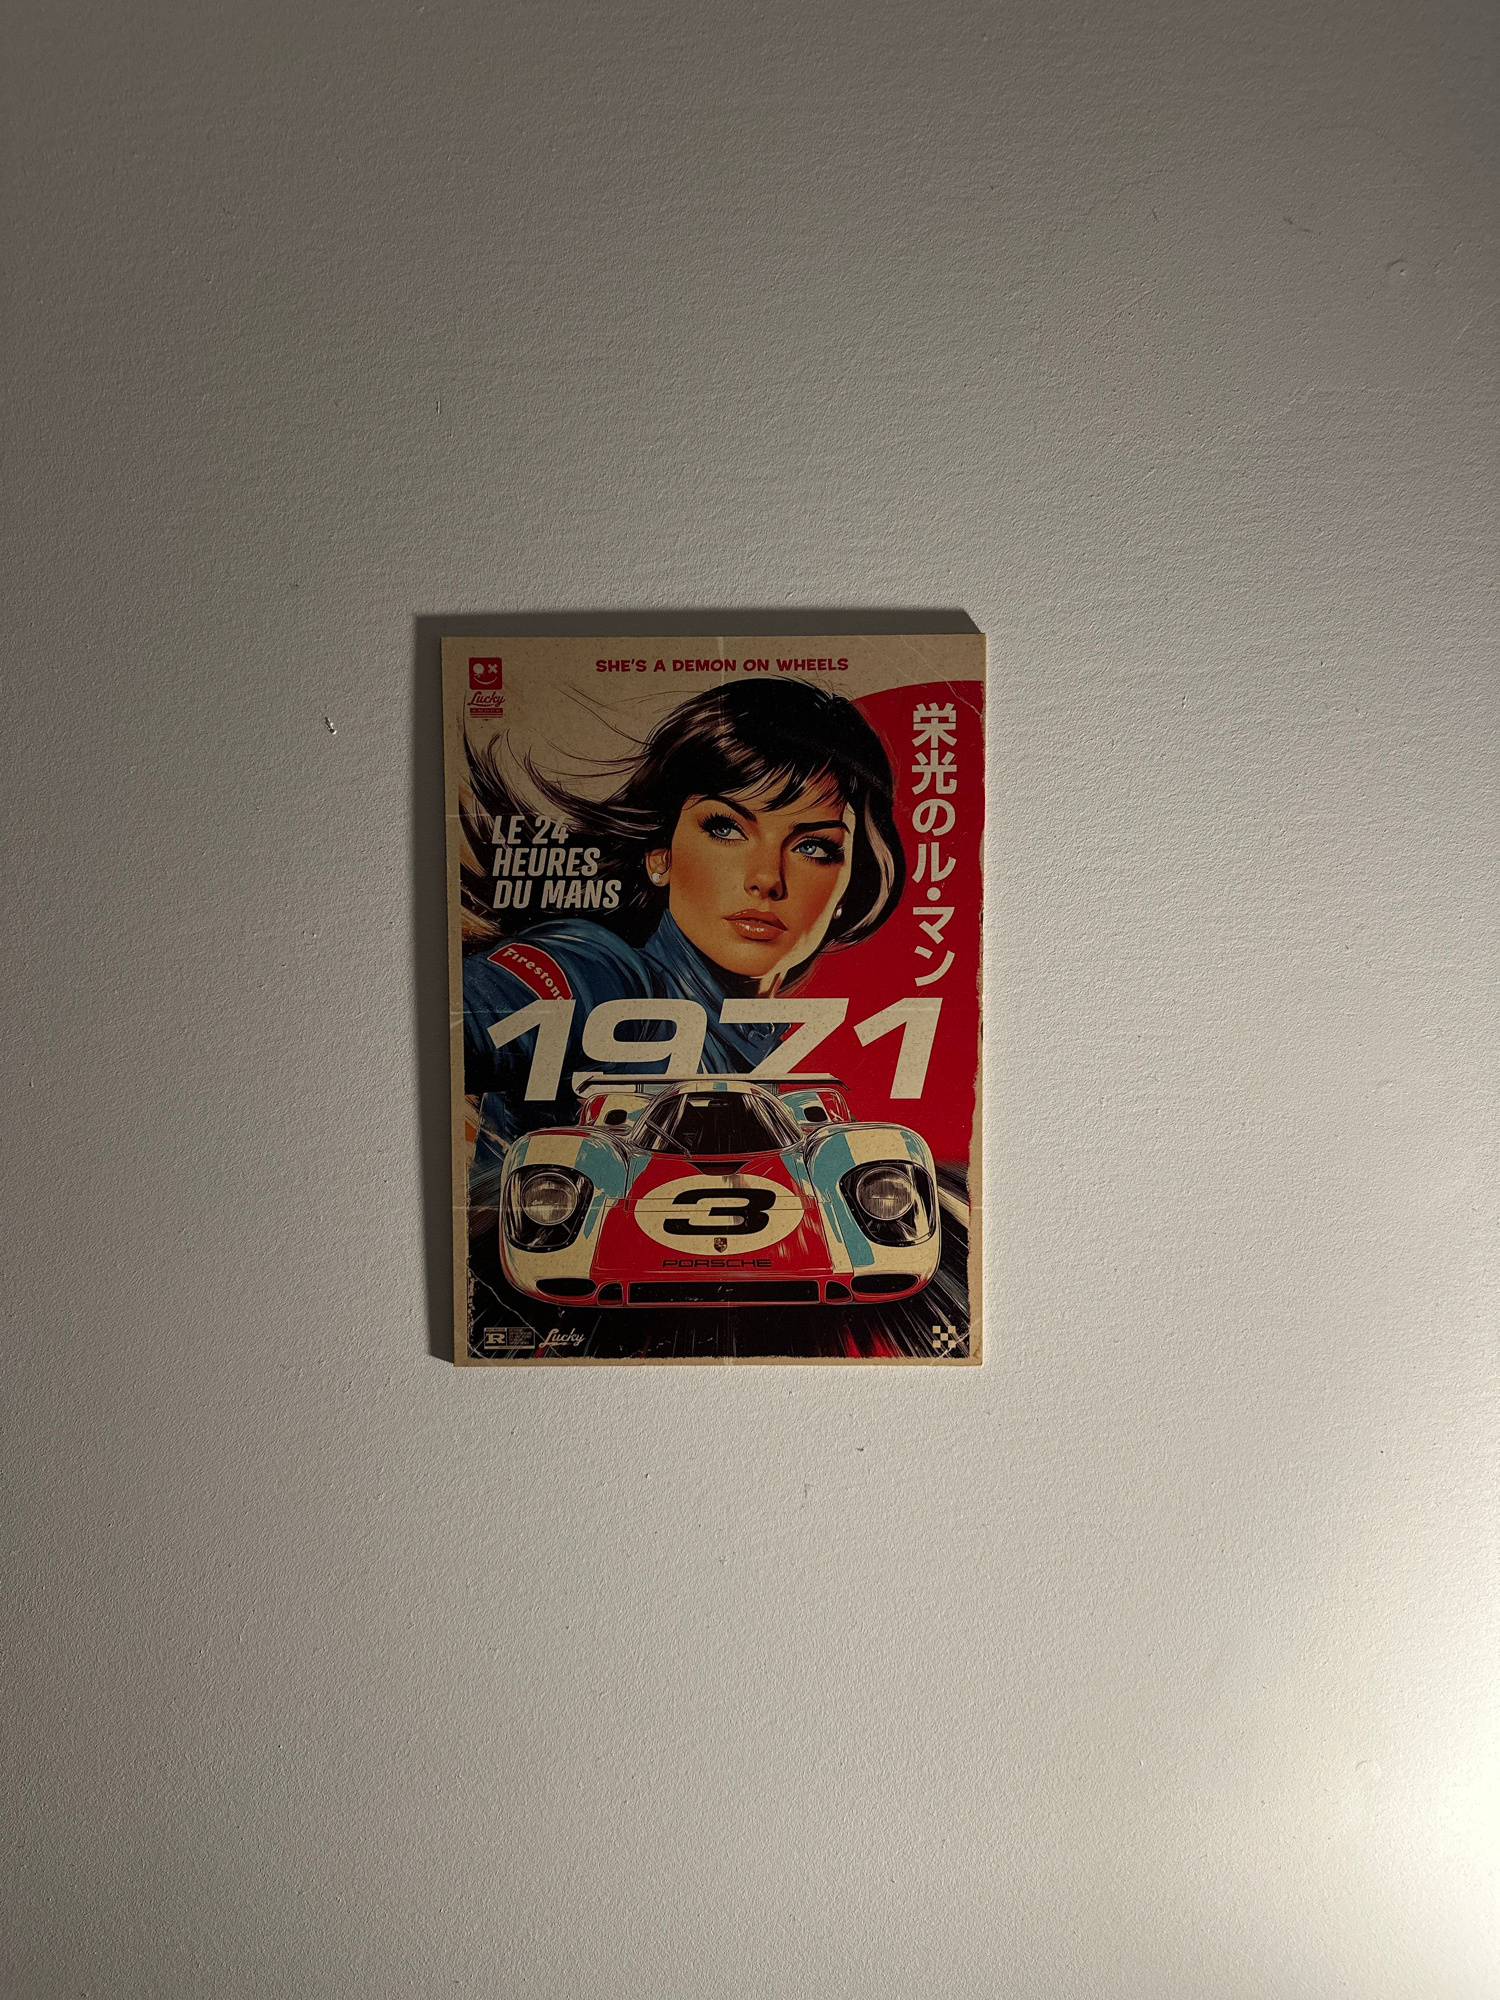 SHE'S A DEMON ON WHEELS
Lucky
栄光のル・マン
LE 24
HEURES
DU MANS
Firestone
1971
3
PORSCHE
R
Lucky